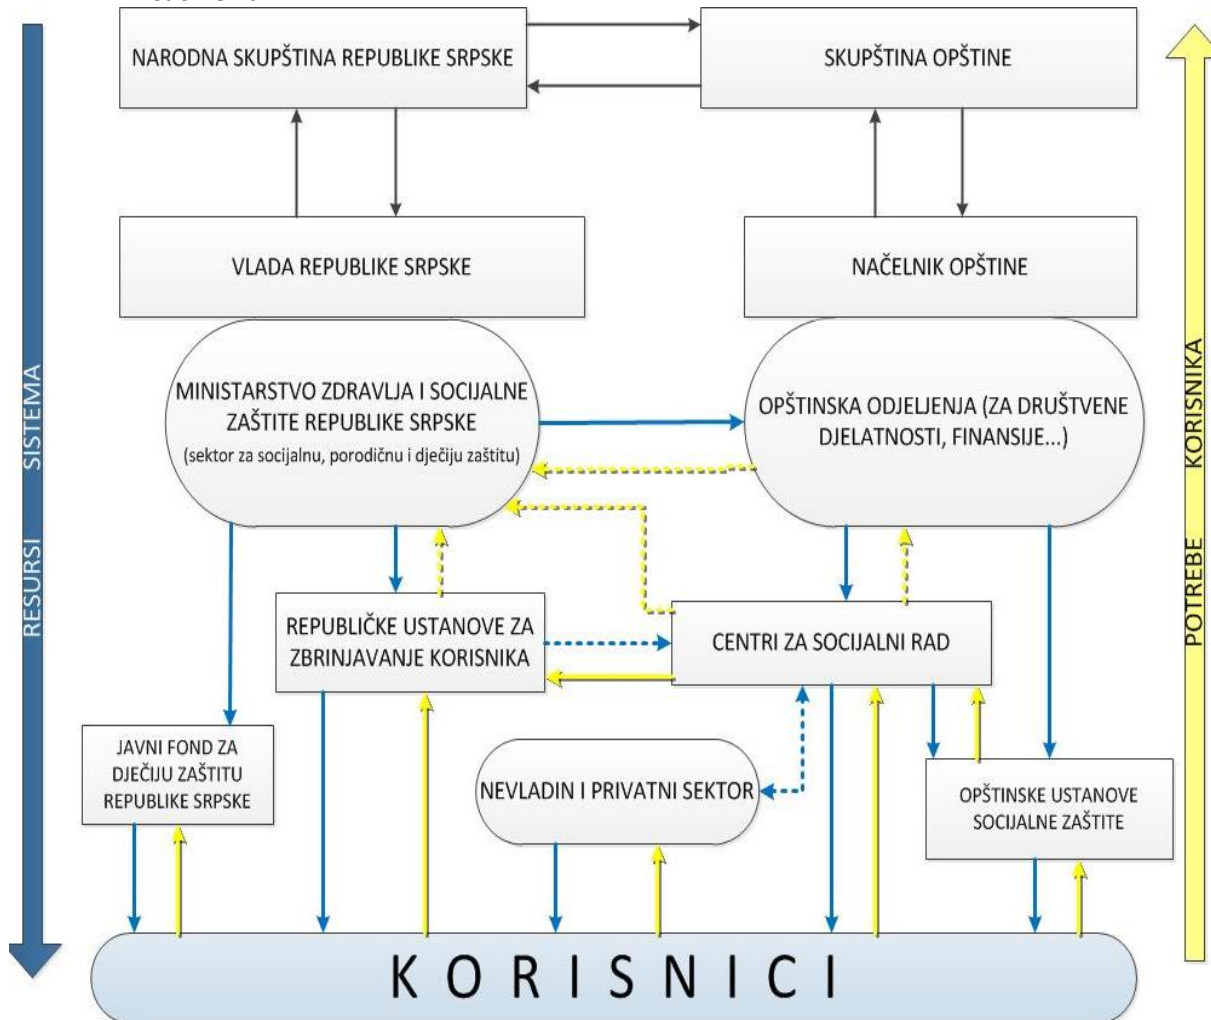 NARODNA SKUPŠTINA REPUBLIKE SRPSKE
SKUPŠTINA OPŠTINE
VLADA REPUBLIKE SRPSKE
NAČELNIK OPŠTINE
RESURSI SISTEMA
POTREBE KORISNIKA
MINISTARSTVO ZDRAVLJA I SOCIJALNE
ZAŠTITE REPUBLIKE SRPSKE
(sektor za socijalnu, porodičnu i dječiju zaštitu)
OPŠTINSKA ODJELJENJA (ZA DRUŠTVENE
DJELATNOSTI, FINANSIJE...)
REPUBLIČKE USTANOVE ZA
ZBRINJAVANJE KORISNIKA
CENTRI ZA SOCIJALNI RAD
JAVNI FOND ZA
DJEČIJU ZAŠTITU
REPUBLIKE SRPSKE
NEVLADIN I PRIVATNI SEKTOR
OPŠTINSKE USTANOVE
SOCIJALNE ZAŠTITE
K O R I S N I C I